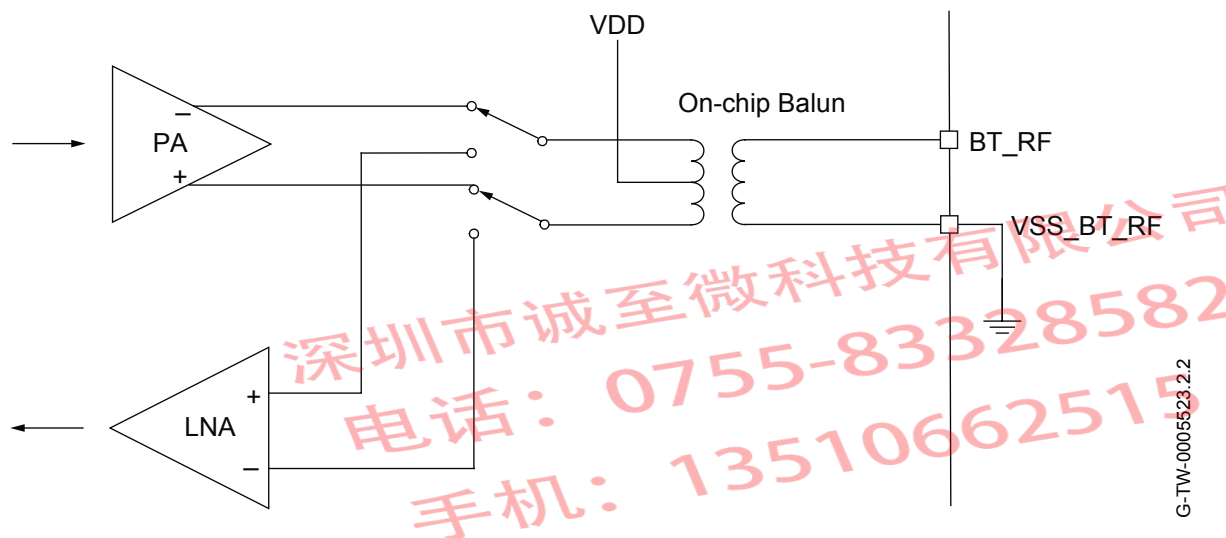 VDD
On-chip Balun
−
PA
+
BT_RF
VSS_BT_RF
+
LNA
−
深圳市诚至微科技有限公司
电话：0755-83328582
手机：13510662515
G-TW-0005523.2.2